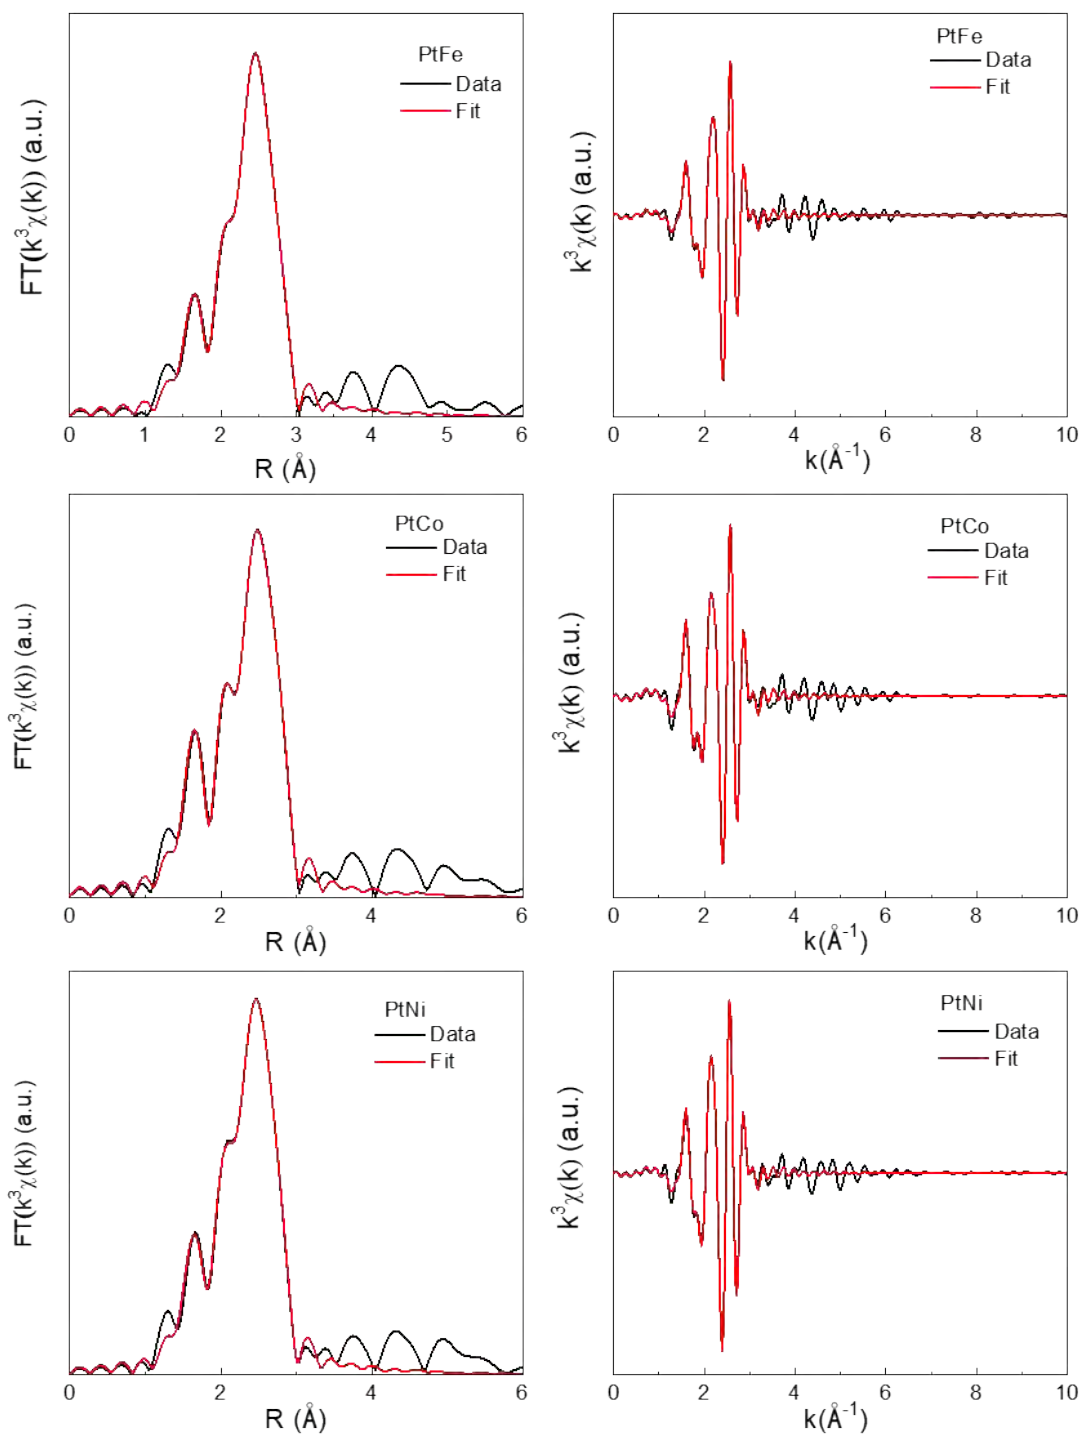 PtFe
Data
Fit
FT(k³χ(k)) (a.u.)
0 1 2 3 4 5 6
R (Å)
PtFe
Data
Fit
k³χ(k) (a.u.)
0 2 4 6 8 10
k(Å⁻¹)
PtCo
Data
Fit
FT(k³χ(k)) (a.u.)
0 2 4 6
R (Å)
PtCo
Data
Fit
k³χ(k) (a.u.)
0 2 4 6 8 10
k(Å⁻¹)
PtNi
Data
Fit
FT(k³χ(k)) (a.u.)
0 2 4 6
R (Å)
PtNi
Data
Fit
k³χ(k) (a.u.)
0 2 4 6 8 10
k(Å⁻¹)